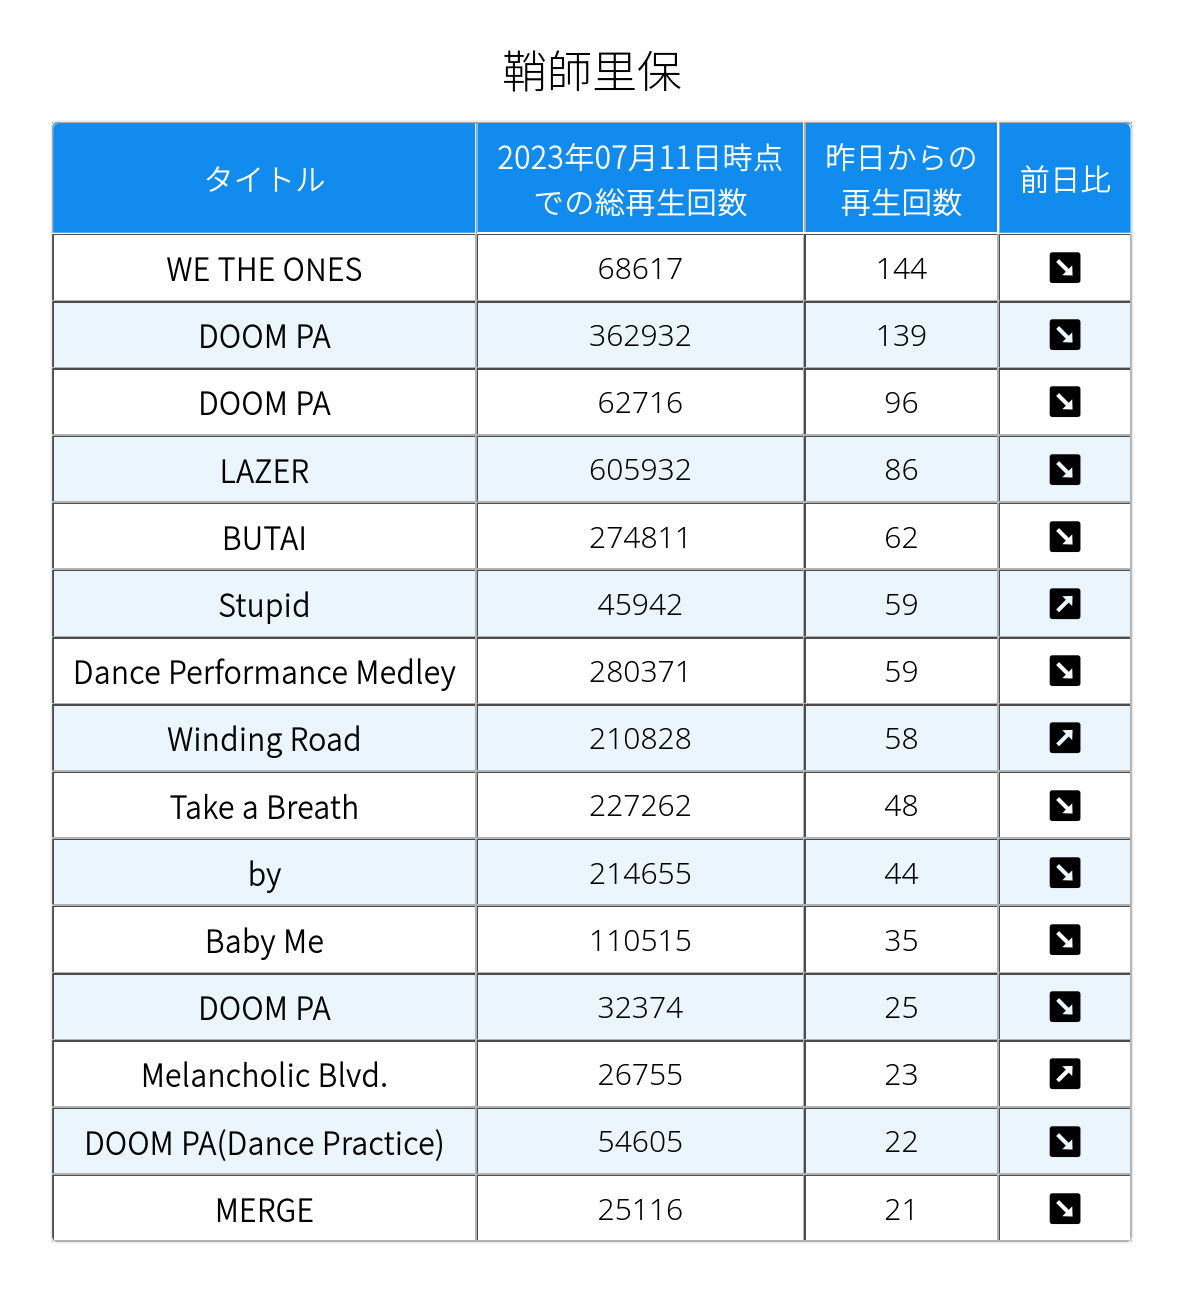 鞘師里保
タイトル 2023年07月11日時点での総再生回数 昨日からの再生回数 前日比
WE THE ONES 68617 144 ↘
DOOM PA 362932 139 ↘
DOOM PA 62716 96 ↘
LAZER 605932 86 ↘
BUTAI 274811 62 ↘
Stupid 45942 59 ↗
Dance Performance Medley 280371 59 ↘
Winding Road 210828 58 ↗
Take a Breath 227262 48 ↘
by 214655 44 ↘
Baby Me 110515 35 ↘
DOOM PA 32374 25 ↘
Melancholic Blvd. 26755 23 ↗
DOOM PA(Dance Practice) 54605 22 ↘
MERGE 25116 21 ↘